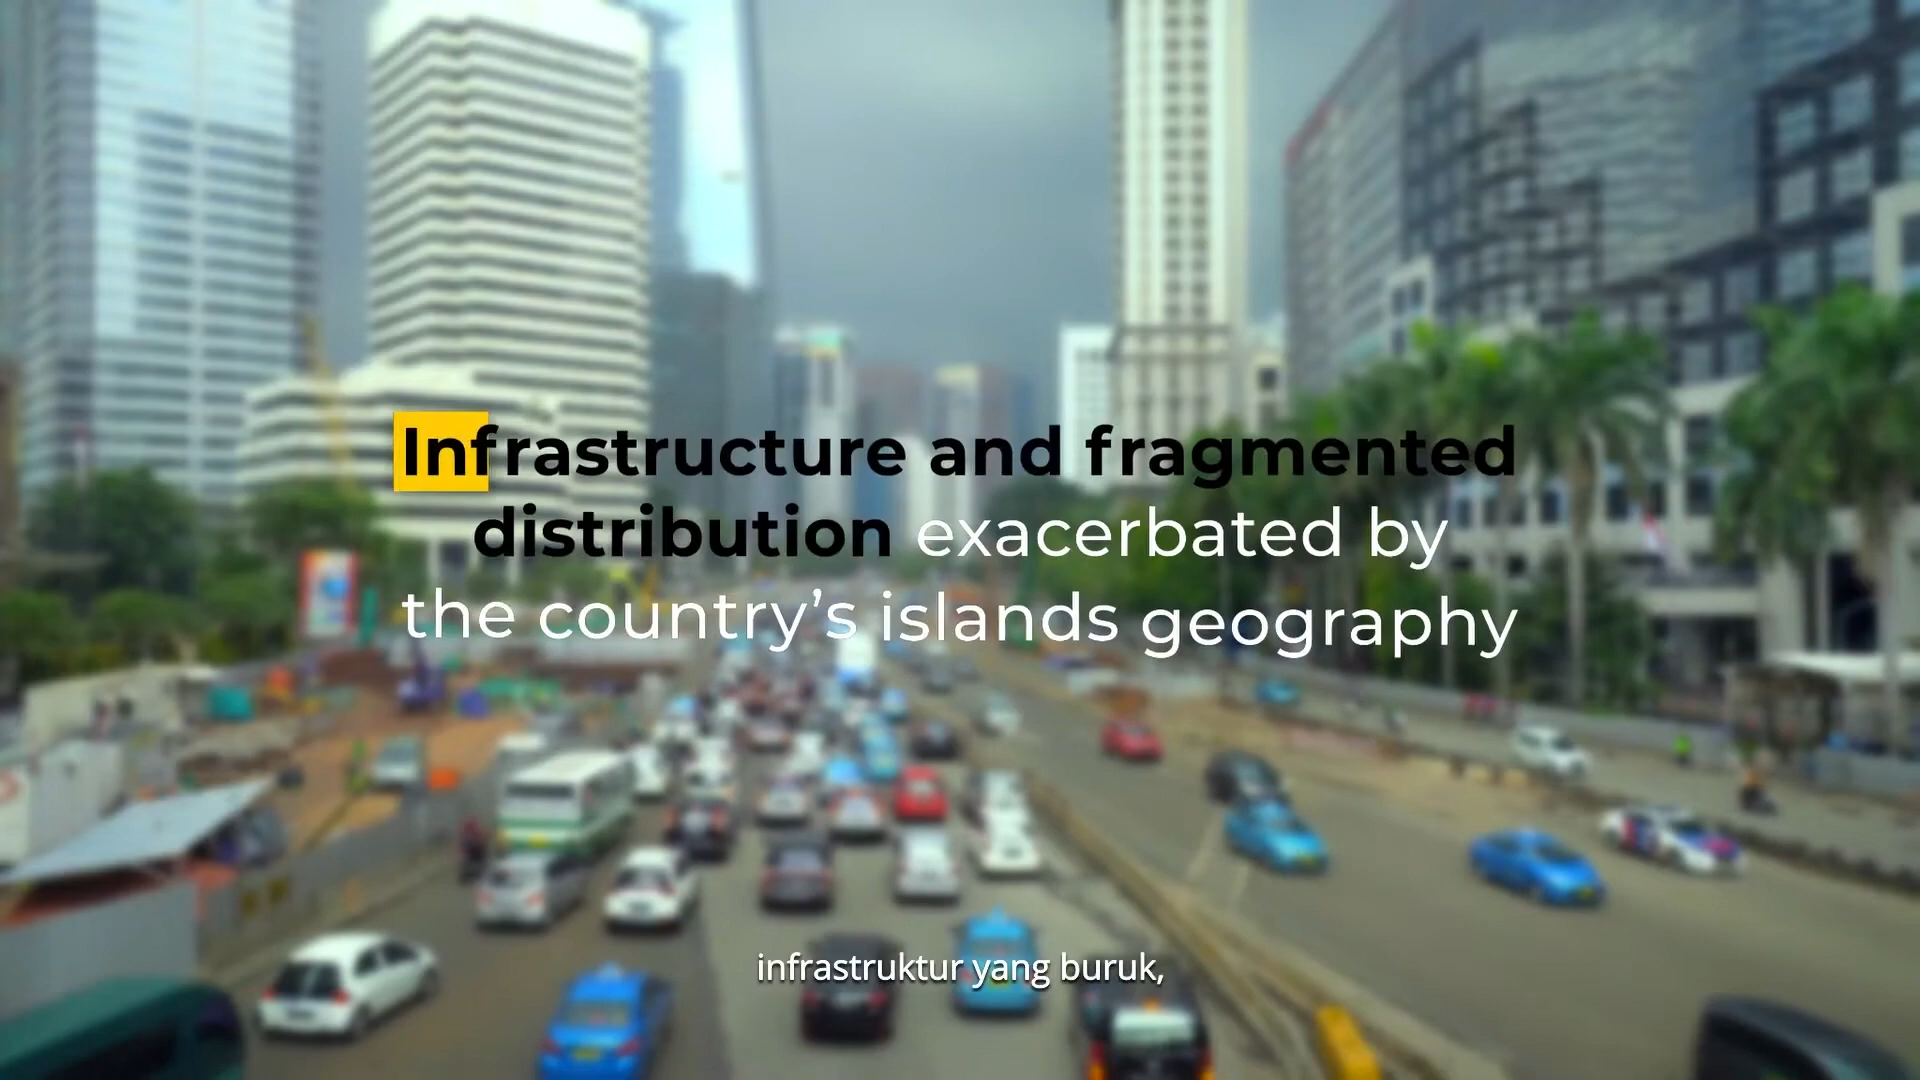 Infrastructure and fragmented
distribution exacerbated by
the country’s islands geography
infrastruktur yang buruk,